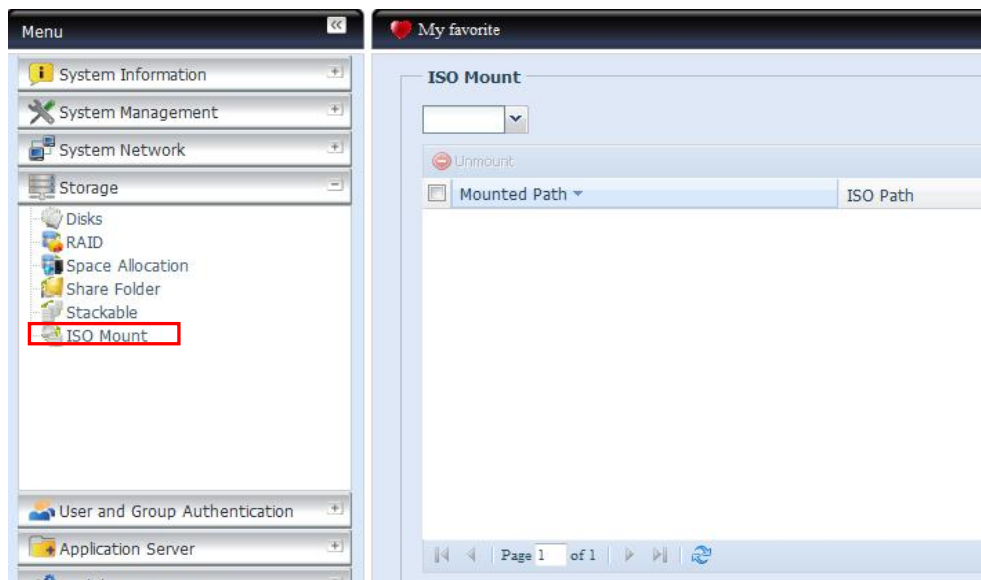 Menu
My favorite
System Information
System Management
System Network
Storage
Disks
RAID
Space Allocation
Share Folder
Stackable
ISO Mount
User and Group Authentication
Application Server
ISO Mount
Unmount
Mounted Path
ISO Path
Page 1 of 1